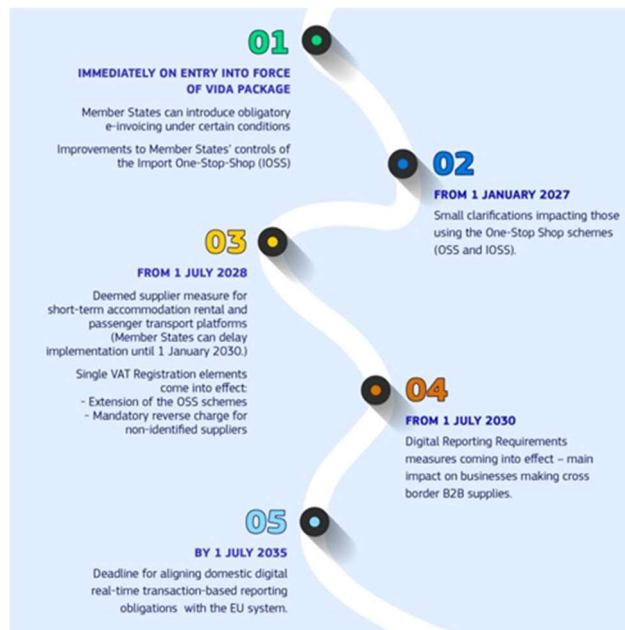 01
IMMEDIATELY ON ENTRY INTO FORCE
OF VIDA PACKAGE
Member States can introduce obligatory
e-invoicing under certain conditions
Improvements to Member States' controls of
the Import One-Stop-Shop (IOSS)
02
FROM 1 JANUARY 2027
Small clarifications impacting those
using the One-Stop Shop schemes
(OSS and IOSS).
03
FROM 1 JULY 2028
Deemed supplier measure for
short-term accommodation rental and
passenger transport platforms
(Member States can delay
implementation until 1 January 2030.)
Single VAT Registration elements
come into effect:
- Extension of the OSS schemes
- Mandatory reverse charge for
non-identified suppliers
04
FROM 1 JULY 2030
Digital Reporting Requirements
measures coming into effect – main
impact on businesses making cross
border B2B supplies.
05
BY 1 JULY 2035
Deadline for aligning domestic digital
real-time transaction-based reporting
obligations with the EU system.